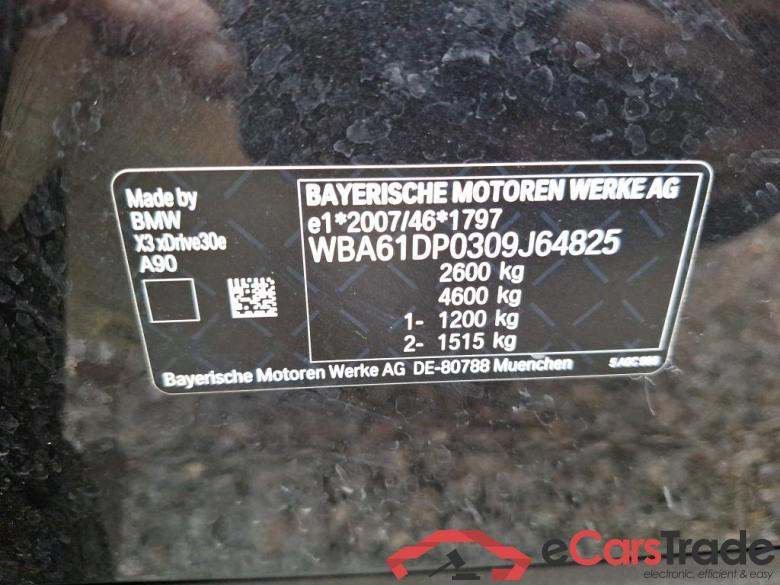 Made by
BMW
X3 xDrive30e
A90
BAYERISCHE MOTOREN WERKE AG
e1*2007/46*1797
WBA61DP0309J64825
2600 kg
4600 kg
1- 1200 kg
2- 1515 kg
Bayerische Motoren Werke AG DE-80788 Muenchen
eCarsTrade
electronic, efficient & easy